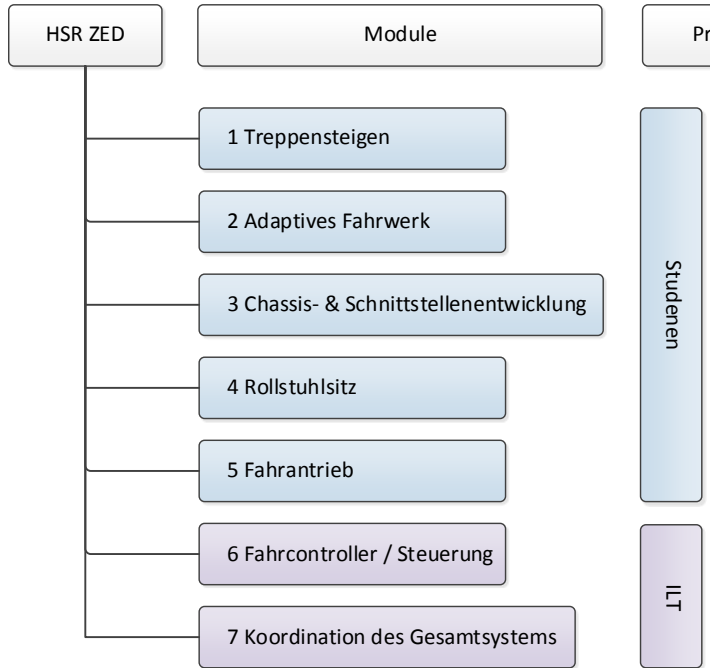 HSR ZED
Module
Pr
1 Treppensteigen
2 Adaptives Fahrwerk
3 Chassis- & Schnittstellenentwicklung
4 Rollstuhlsitz
5 Fahrantrieb
Studenen
6 Fahrcontroller / Steuerung
7 Koordination des Gesamtsystems
ILT